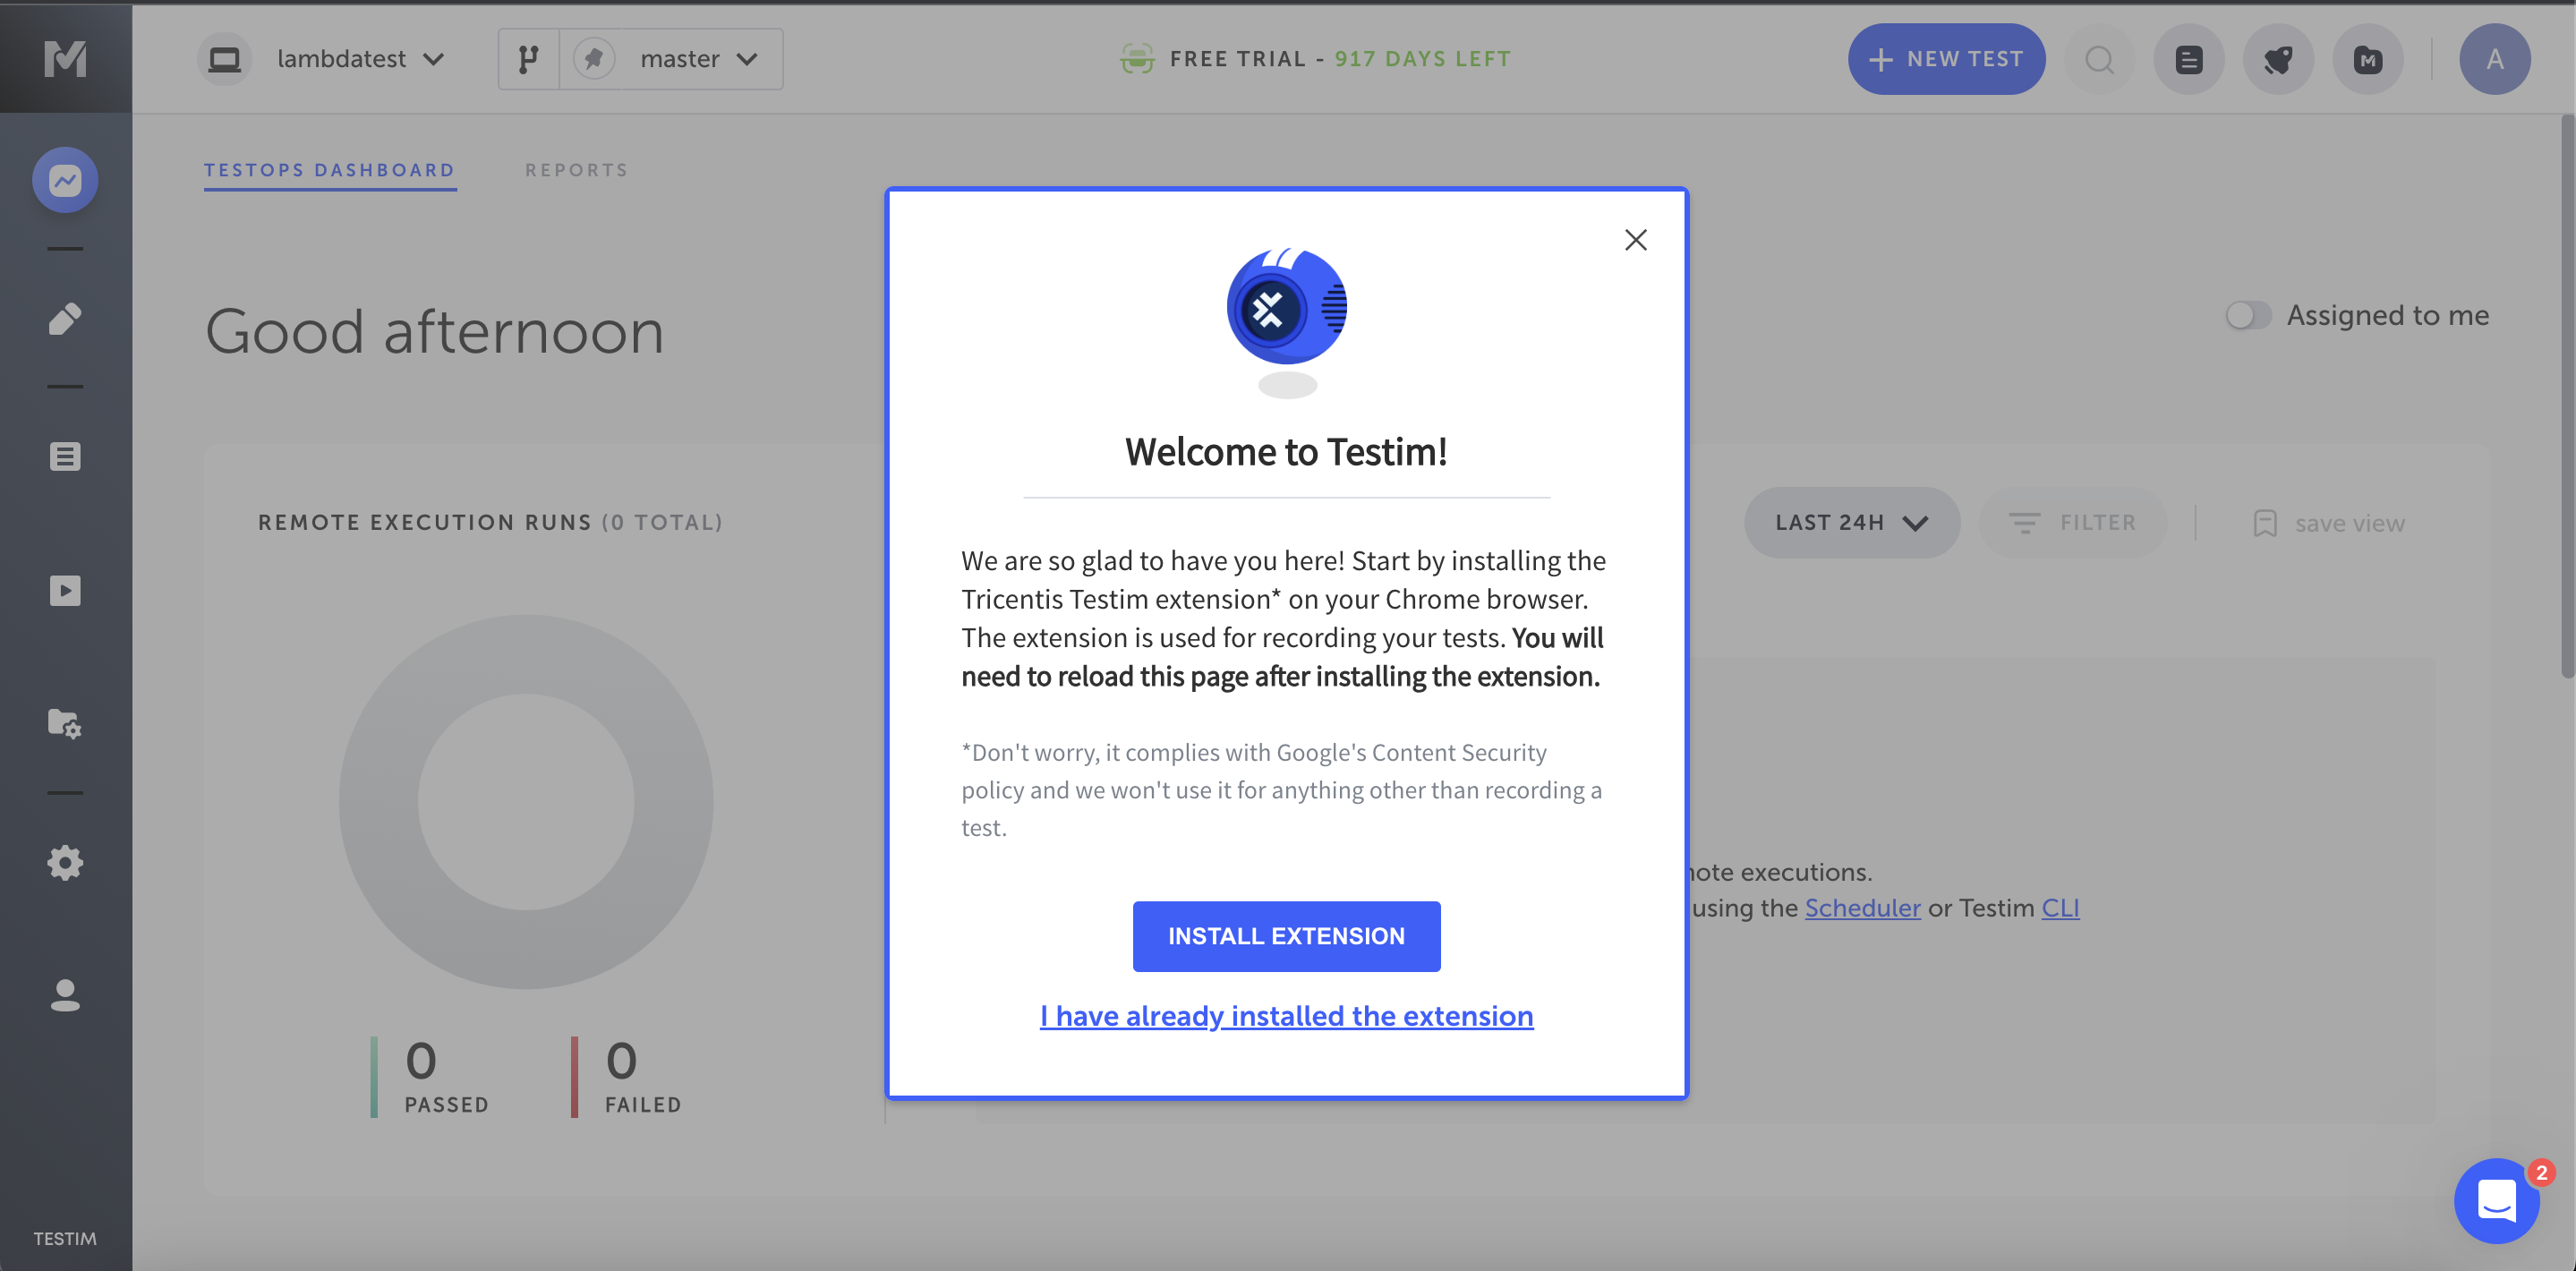 lambdatest
master
FREE TRIAL - 917 DAYS LEFT
NEW TEST
A
TESTOPS DASHBOARD
REPORTS
Good afternoon
Assigned to me
REMOTE EXECUTION RUNS (0 TOTAL)
LAST 24H
FILTER
save view
Welcome to Testim!
We are so glad to have you here! Start by installing the
Tricentis Testim extension* on your Chrome browser.
The extension is used for recording your tests. You will
need to reload this page after installing the extension.
*Don't worry, it complies with Google's Content Security
policy and we won't use it for anything other than recording a
test.
executions.
using the Scheduler or Testim CLI
INSTALL EXTENSION
I have already installed the extension
0
PASSED
0
FAILED
2
TESTIM